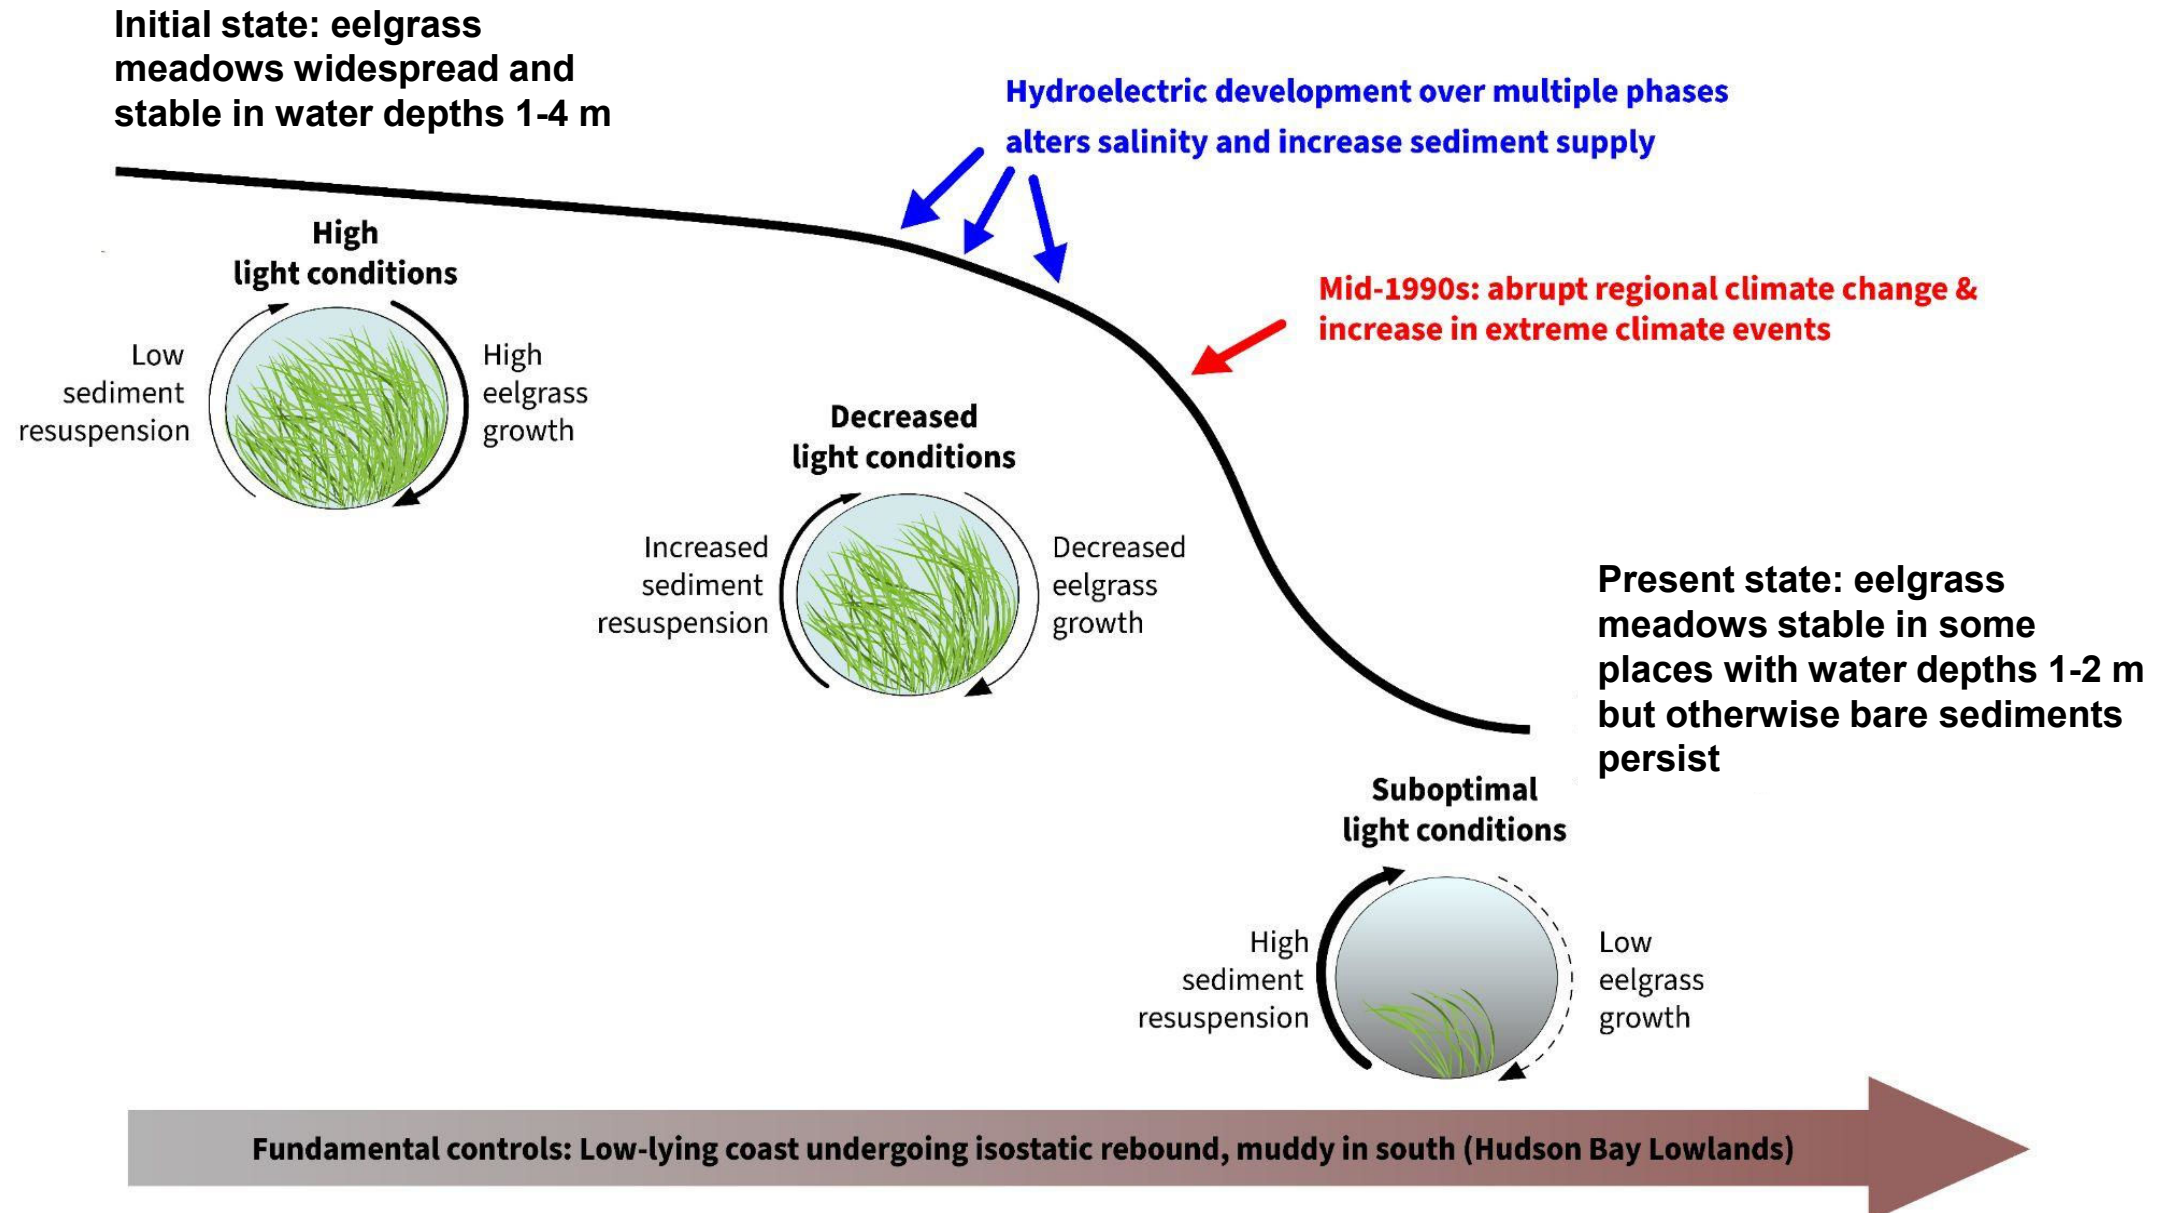 Initial state: eelgrass
meadows widespread and
stable in water depths 1-4 m
Hydroelectric development over multiple phases
alters salinity and increase sediment supply
High
light conditions
Low
sediment
resuspension
High
eelgrass
growth
Mid-1990s: abrupt regional climate change &
increase in extreme climate events
Decreased
light conditions
Increased
sediment
resuspension
Decreased
eelgrass
growth
Present state: eelgrass
meadows stable in some
places with water depths 1-2 m
but otherwise bare sediments
persist
Suboptimal
light conditions
High
sediment
resuspension
Low
eelgrass
growth
Fundamental controls: Low-lying coast undergoing isostatic rebound, muddy in south (Hudson Bay Lowlands)